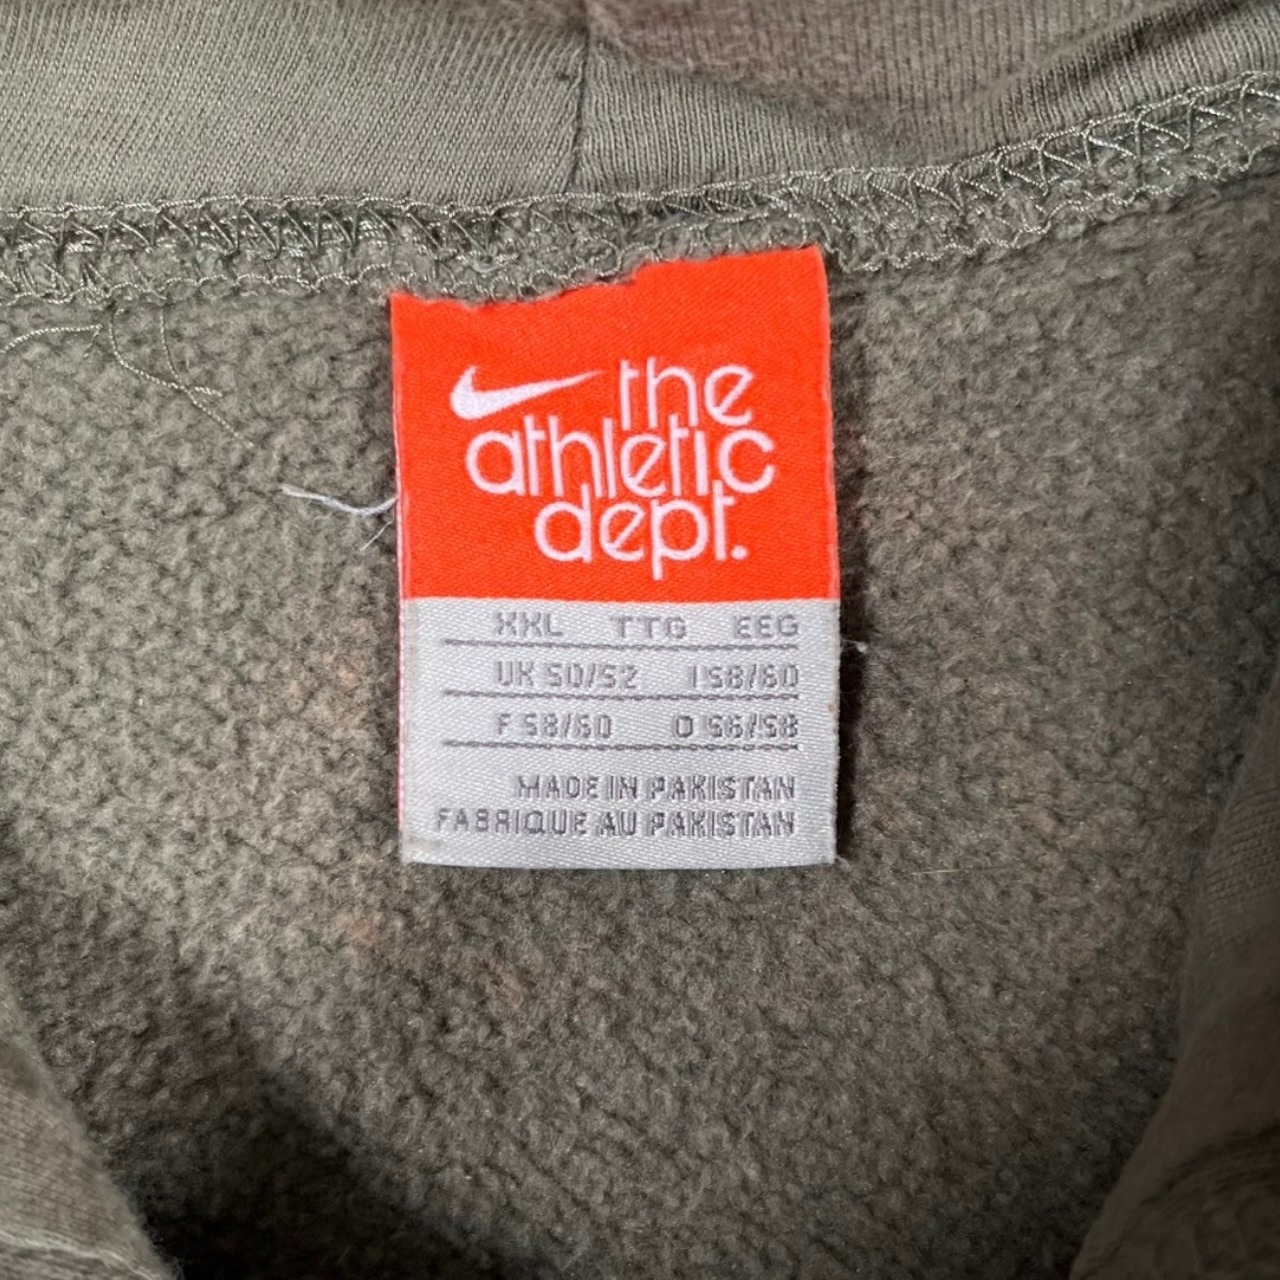 the
athletic
dept.
XXL TTG EEG
UK 50/52 I 58/60
F 58/60 D 56/58
MADE IN PAKISTAN
FABRIQUE AU PAKISTAN